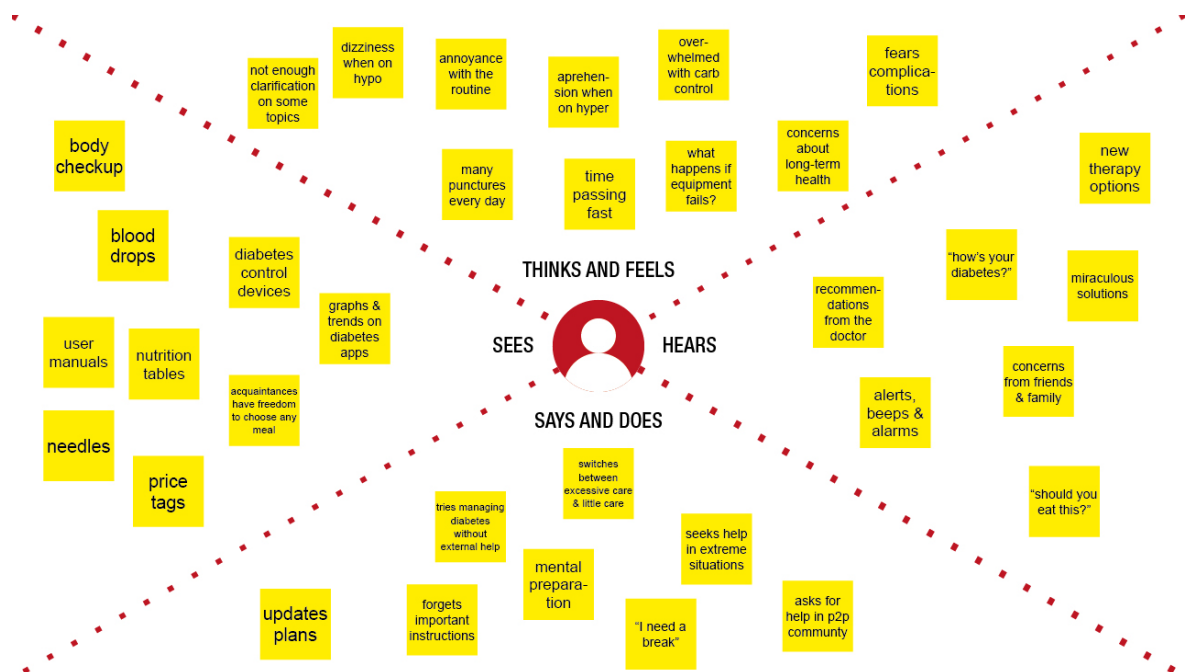 not enough
clarification
on some
topics
dizziness
when on
hypo
annoyance
with the
routine
aprehen-
sion when
on hyper
over-
whelmed
with carb
control
fears
complica-
tions
many
punctures
every day
time
passing
fast
what
happens if
equipment
fails?
concerns
about
long-term
health
THINKS AND FEELS
body
checkup
blood
drops
diabetes
control
devices
graphs &
trends on
diabetes
apps
user
manuals
nutrition
tables
acquaintances
have freedom
to choose any
meal
needles
price
tags
SEES
HEARS
new
therapy
options
“how’s your
diabetes?”
miraculous
solutions
recommen-
dations
from the
doctor
concerns
from friends
& family
alerts,
beeps &
alarms
“should you
eat this?”
SAYS AND DOES
switches
between
excessive care
& little care
tries managing
diabetes
without
external help
seeks help
in extreme
situations
mental
prepara-
tion
updates
plans
forgets
important
instructions
“I need a
break”
asks for
help in p2p
communty